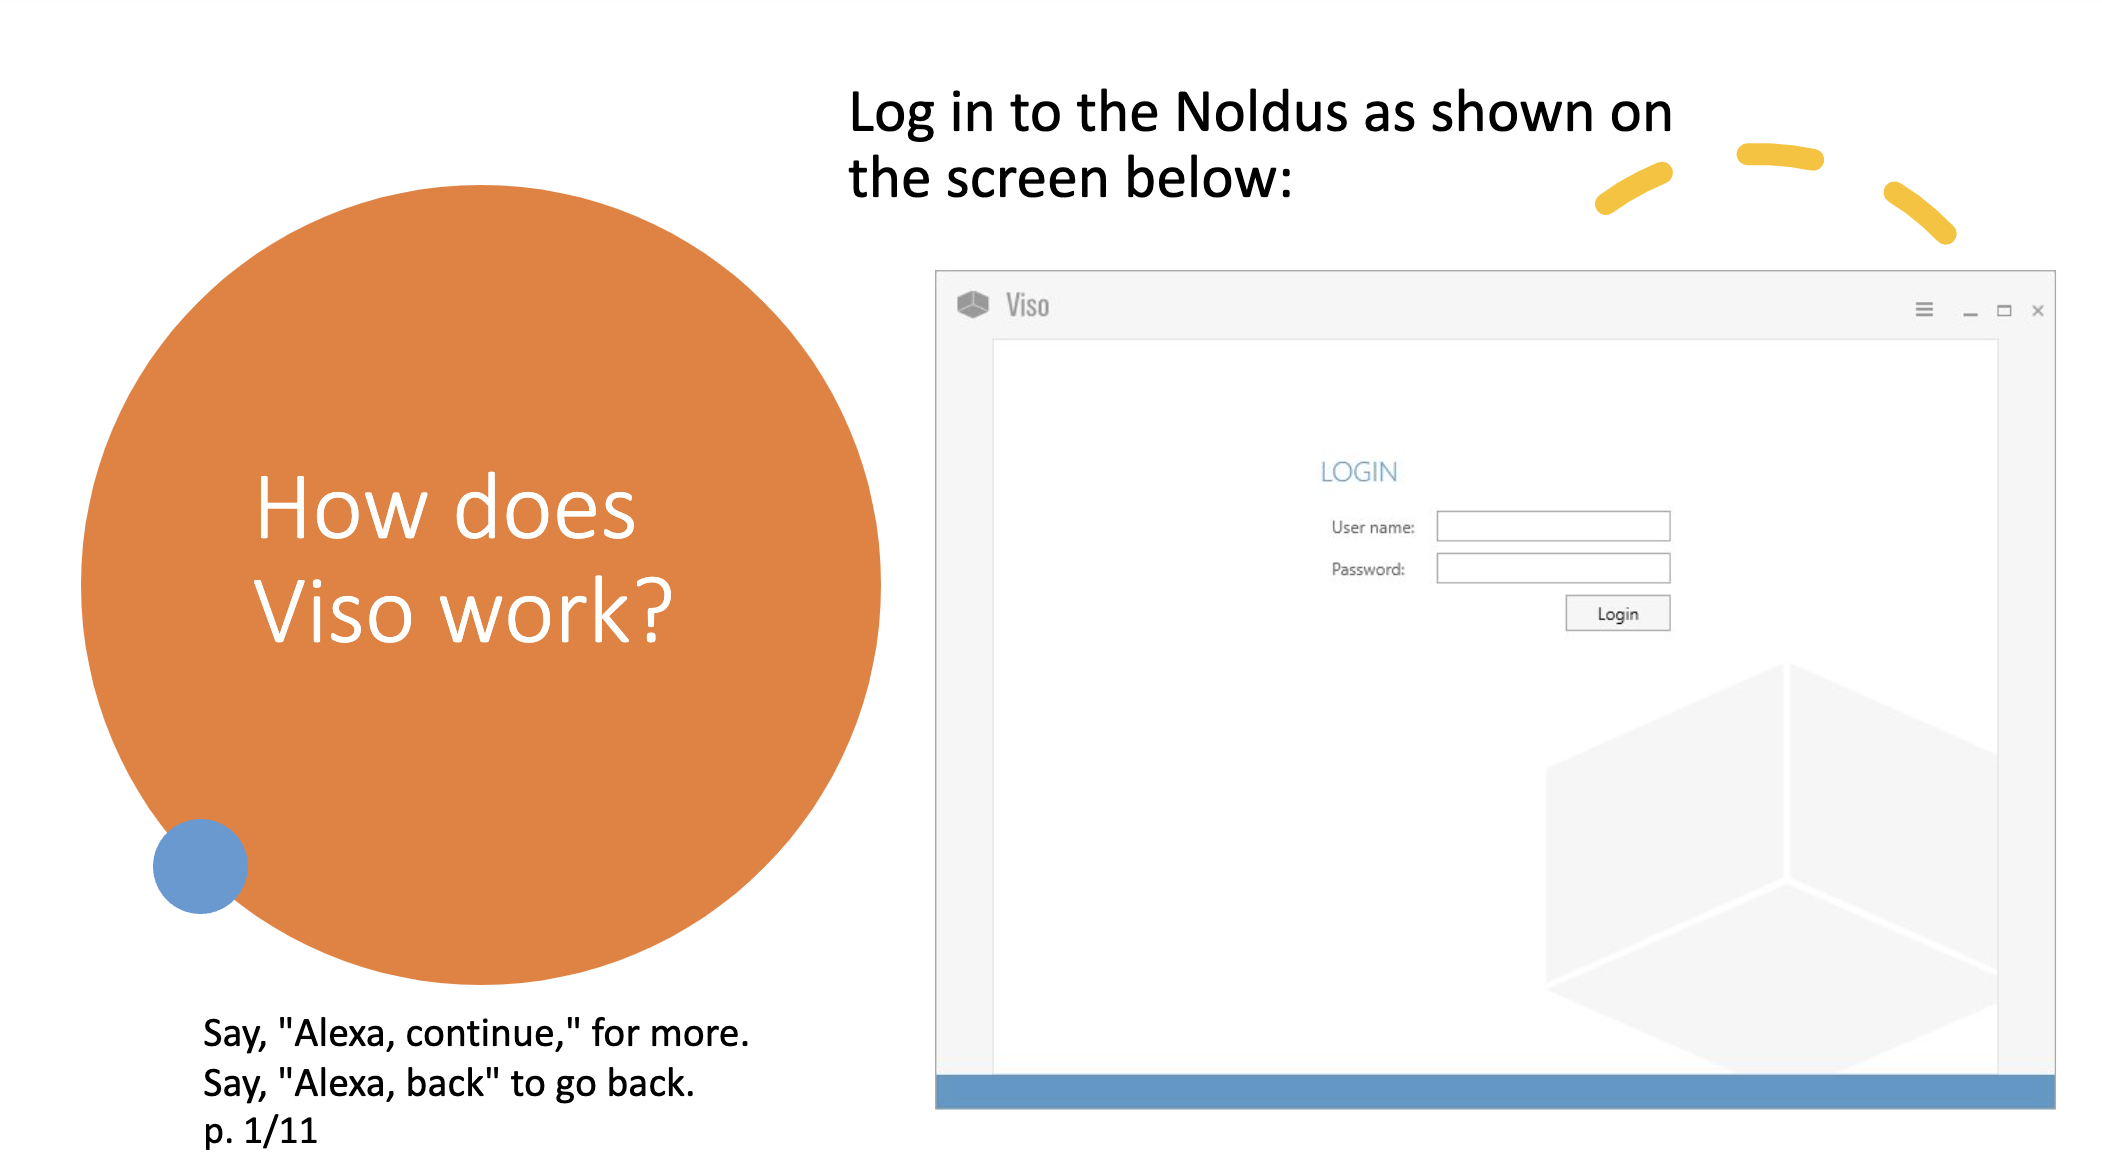 Log in to the Noldus as shown on
the screen below:
How does
Viso work?
Viso
LOGIN
User name:
Password:
Login
Say, "Alexa, continue," for more.
Say, "Alexa, back" to go back.
p. 1/11